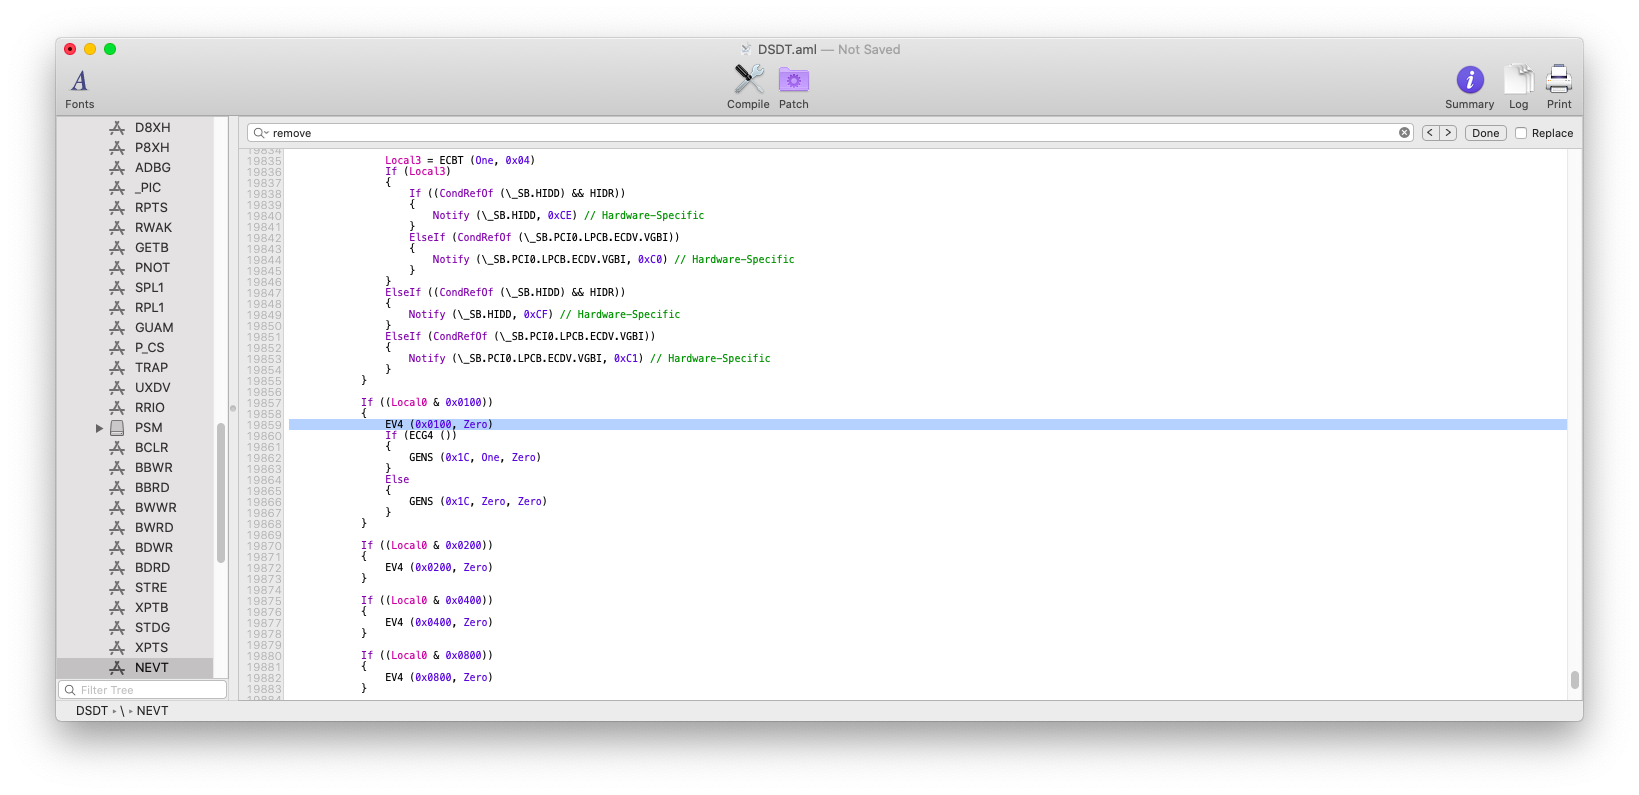 DSDT.aml — Not Saved
Fonts
Compile
Patch
Summary
Log
Print
D8XH
P8XH
ADBG
_PIC
RPTS
RWAK
GETB
PNOT
SPL1
RPL1
GUAM
P_CS
TRAP
UXDV
RRIO
PSM
BCLR
BBWR
BBRD
BWWR
BWRD
BDWR
BDRD
STRE
XPTB
STDG
XPTS
NEVT
Filter Tree
remove
Done
Replace
19834
19835 Local3 = ECBT (One, 0x04)
19836 If (Local3)
19837 {
19838 If ((CondRefOf (\_SB.HIDD) && HIDR))
19839 {
19840 Notify (\_SB.HIDD, 0xCE) // Hardware-Specific
19841 }
19842 ElseIf (CondRefOf (\_SB.PCI0.LPCB.ECDV.VGBI))
19843 {
19844 Notify (\_SB.PCI0.LPCB.ECDV.VGBI, 0xC0) // Hardware-Specific
19845 }
19846 }
19847 ElseIf ((CondRefOf (\_SB.HIDD) && HIDR))
19848 {
19849 Notify (\_SB.HIDD, 0xCF) // Hardware-Specific
19850 }
19851 ElseIf (CondRefOf (\_SB.PCI0.LPCB.ECDV.VGBI))
19852 {
19853 Notify (\_SB.PCI0.LPCB.ECDV.VGBI, 0xC1) // Hardware-Specific
19854 }
19855 }
19856
19857 If ((Local0 & 0x0100))
19858 {
19859 EV4 (0x0100, Zero)
19860 If (ECG4 ())
19861 {
19862 GENS (0x1C, One, Zero)
19863 }
19864 Else
19865 {
19866 GENS (0x1C, Zero, Zero)
19867 }
19868 }
19869
19870 If ((Local0 & 0x0200))
19871 {
19872 EV4 (0x0200, Zero)
19873 }
19874
19875 If ((Local0 & 0x0400))
19876 {
19877 EV4 (0x0400, Zero)
19878 }
19879
19880 If ((Local0 & 0x0800))
19881 {
19882 EV4 (0x0800, Zero)
19883 }
19884
DSDT ▸ \ ▸ NEVT